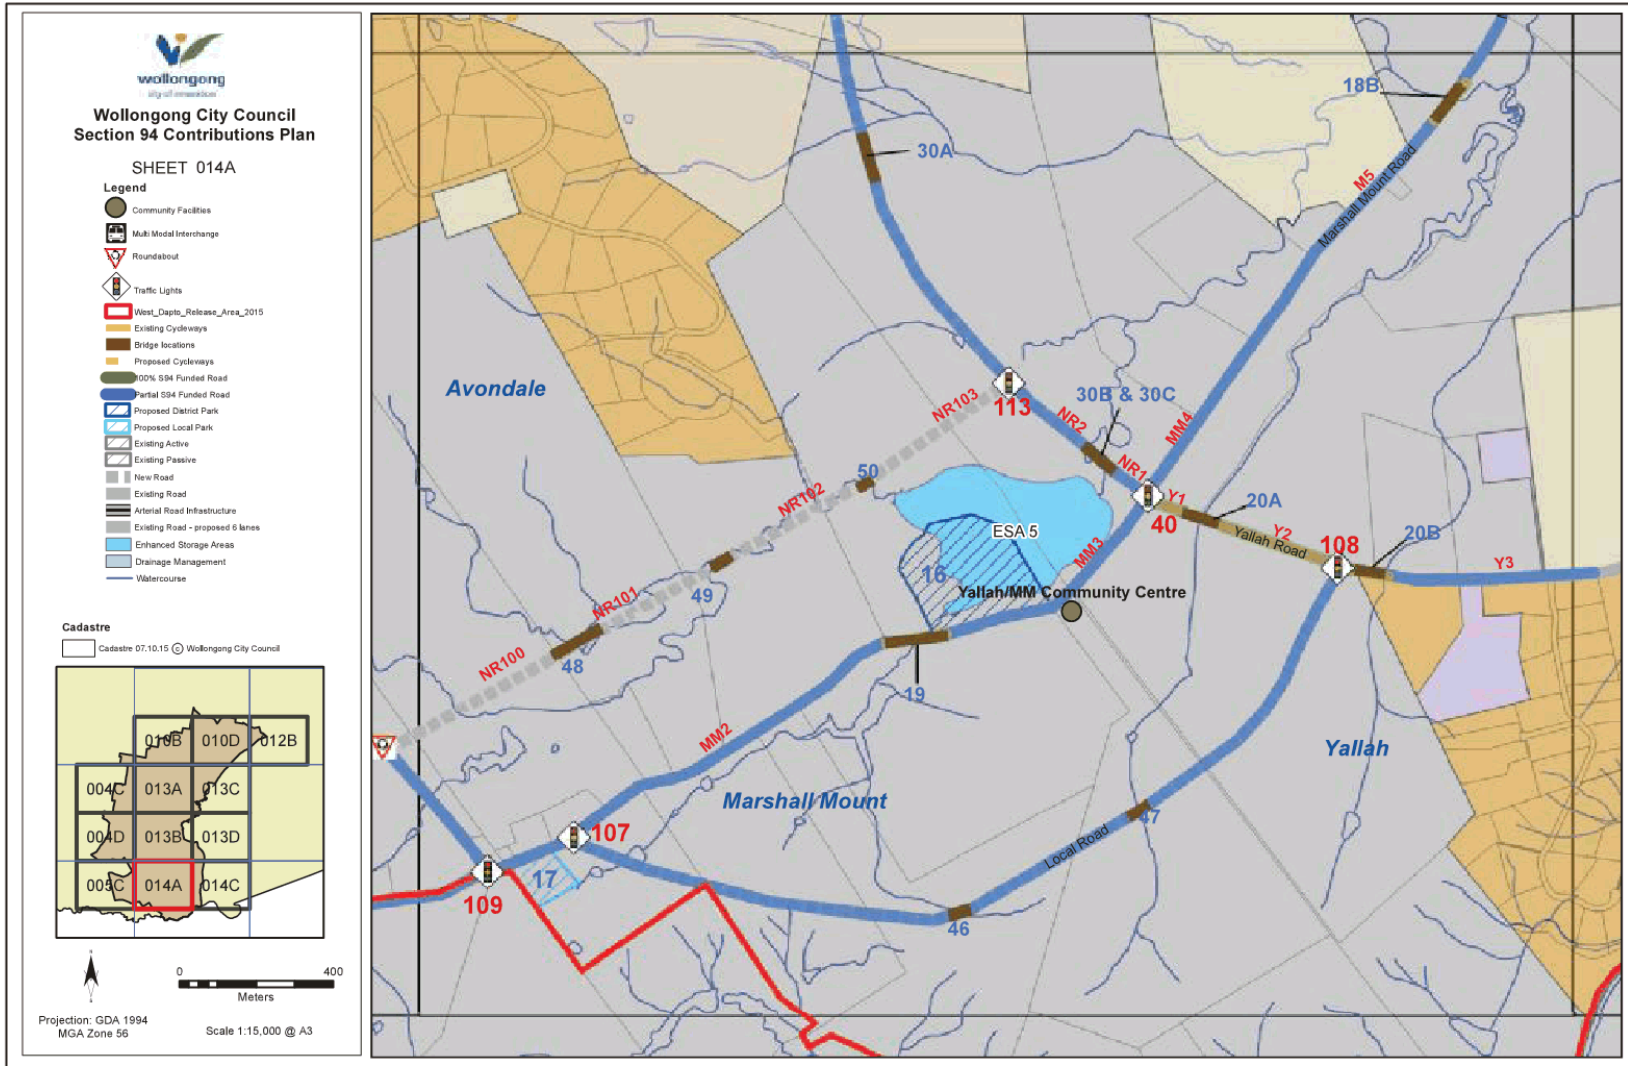 wollongong
city of innovation
Wollongong City Council
Section 94 Contributions Plan
SHEET 014A
Legend
Community Facilities
Multi Modal Interchange
Roundabout
Traffic Lights
West_Dapto_Release_Area_2015
Existing Cycleways
Bridge locations
Proposed Cycleways
100% S94 Funded Road
Partial S94 Funded Road
Proposed District Park
Proposed Local Park
Existing Active
Existing Passive
New Road
Existing Road
Arterial Road Infrastructure
Existing Road - proposed 6 lanes
Enhanced Storage Areas
Drainage Management
Watercourse
Cadastre
Cadastre 07.10.15 © Wollongong City Council
010B 010D 012B
004C 013A 013C
004D 013B 013D
005C 014A 014C
0 400
Meters
Projection: GDA 1994
MGA Zone 56
Scale 1:15,000 @ A3
18B
30A
M5
Marshall Mount Road
Avondale
NR103
113
30B & 30C
NR2
MM4
NR1
50
NR102
Y1
40
20A
Y2
Yallah Road
108
20B
Y3
ESA 5
MM3
16
Yallah/MM Community Centre
49
NR101
48
NR100
19
MM2
Yallah
Marshall Mount
107
47
Local Road
17
109
46